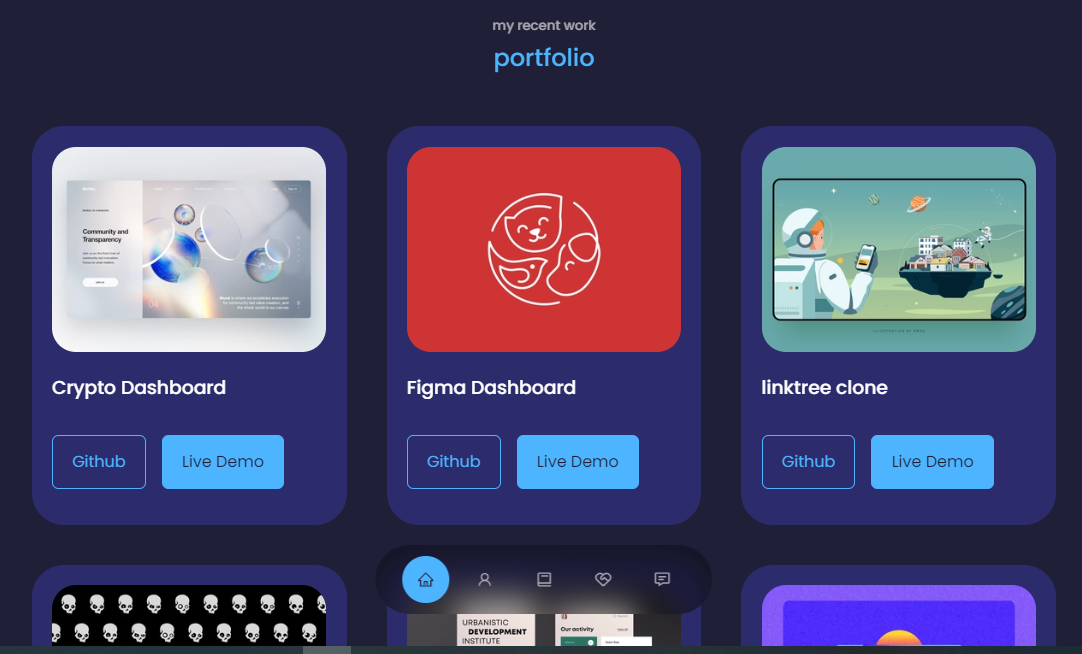 my recent work
portfolio
Community and
Transparency
Crypto Dashboard
Figma Dashboard
linktree clone
Github
Live Demo
Github
Live Demo
Github
Live Demo
URBANISTIC
DEVELOPMENT
INSTITUTE
Our activity